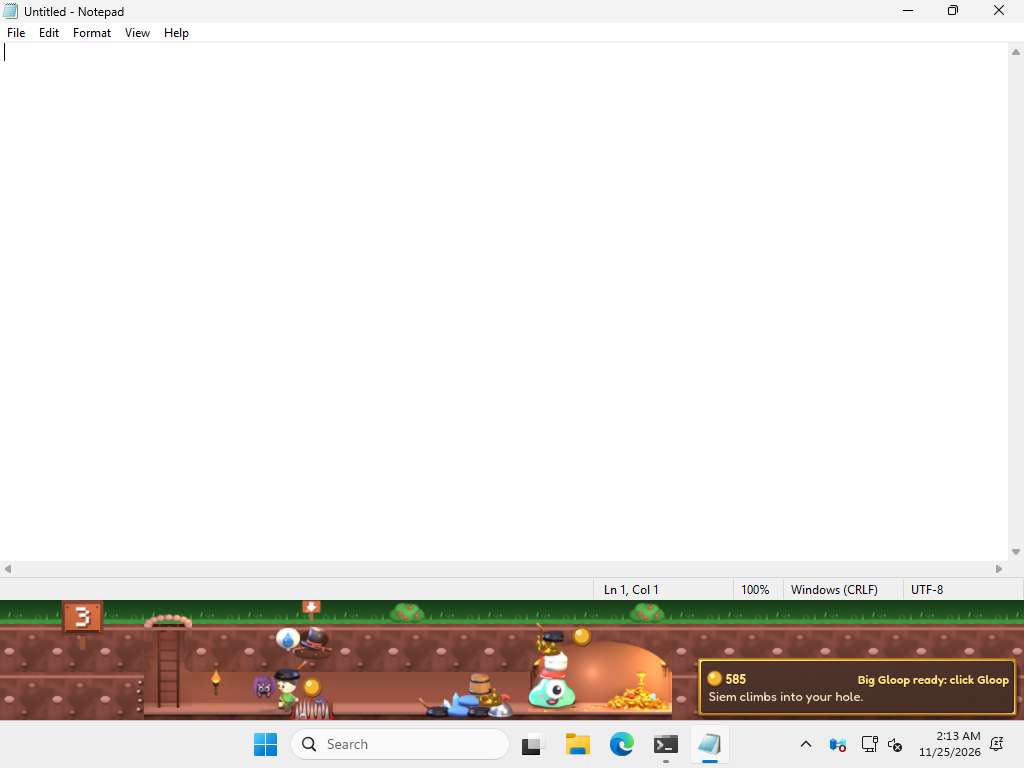 Untitled - Notepad
File Edit Format View Help
Ln 1, Col 1
100%
Windows (CRLF)
UTF-8
3
585
Big Gloop ready: click Gloop
Siem climbs into your hole.
Search
2:13 AM
11/25/2026